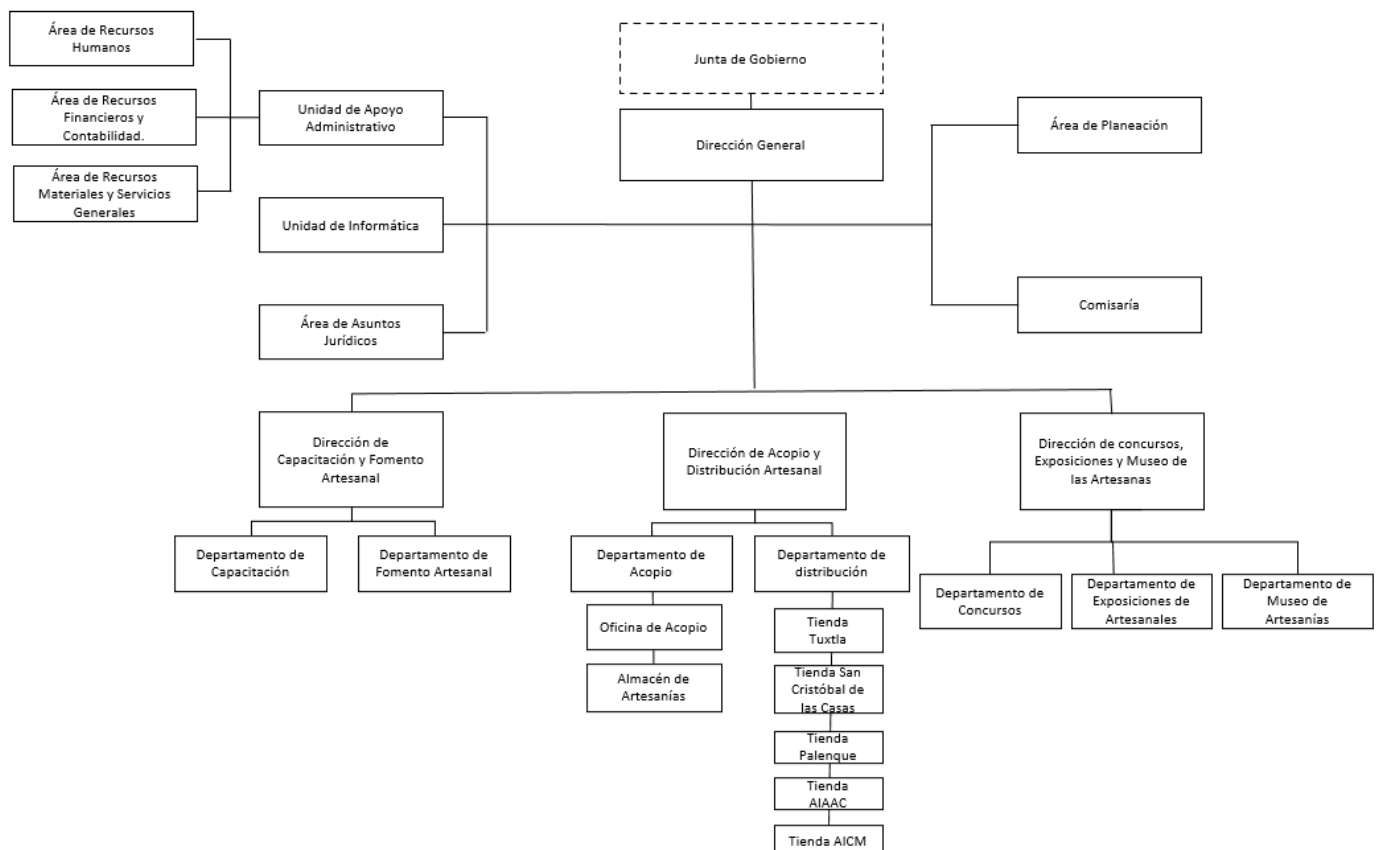 Área de Recursos
Humanos
Junta de Gobierno
Área de Recursos
Financieros y
Contabilidad.
Unidad de Apoyo
Administrativo
Dirección General
Área de Planeación
Área de Recursos
Materiales y Servicios
Generales
Unidad de Informática
Comisaría
Área de Asuntos
Jurídicos
Dirección de
Capacitación y Fomento
Artesanal
Dirección de Acopio y
Distribución Artesanal
Dirección de concursos,
Exposiciones y Museo de
las Artesanas
Departamento de
Capacitación
Departamento de
Fomento Artesanal
Departamento de
Acopio
Departamento de
distribución
Departamento de
Concursos
Departamento de
Exposiciones de
Artesanales
Departamento de
Museo de
Artesanías
Oficina de Acopio
Tienda
Tuxtla
Almacén de
Artesanías
Tienda San
Cristóbal de
las Casas
Tienda
Palenque
Tienda
AIAAC
Tienda AICM